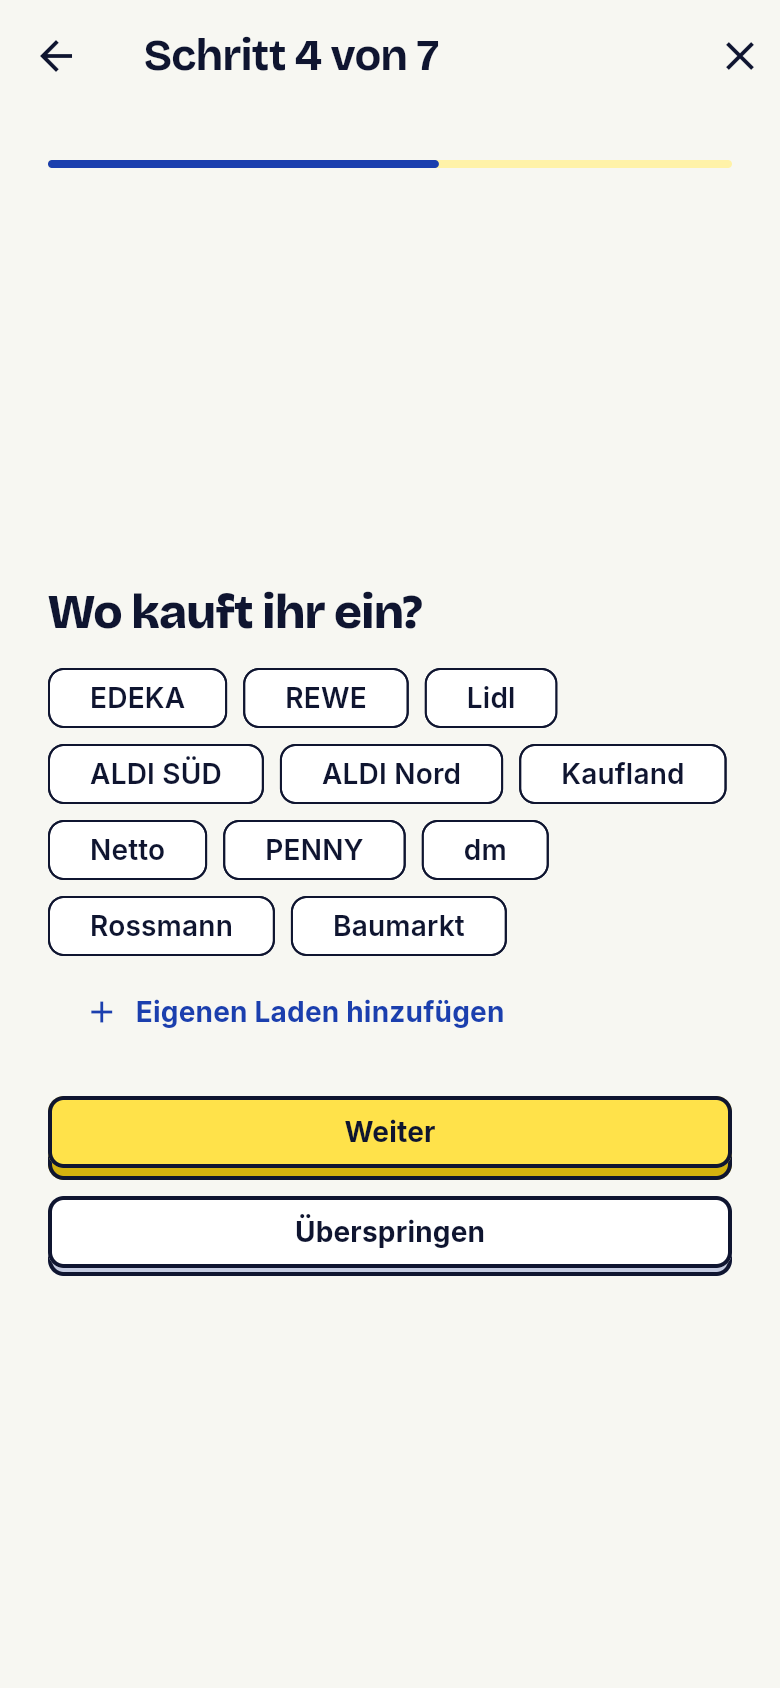 Schritt 4 von 7
Wo kauft ihr ein?
EDEKA REWE Lidl
ALDI SÜD ALDI Nord Kaufland
Netto PENNY dm
Rossmann Baumarkt
+ Eigenen Laden hinzufügen
Weiter
Überspringen